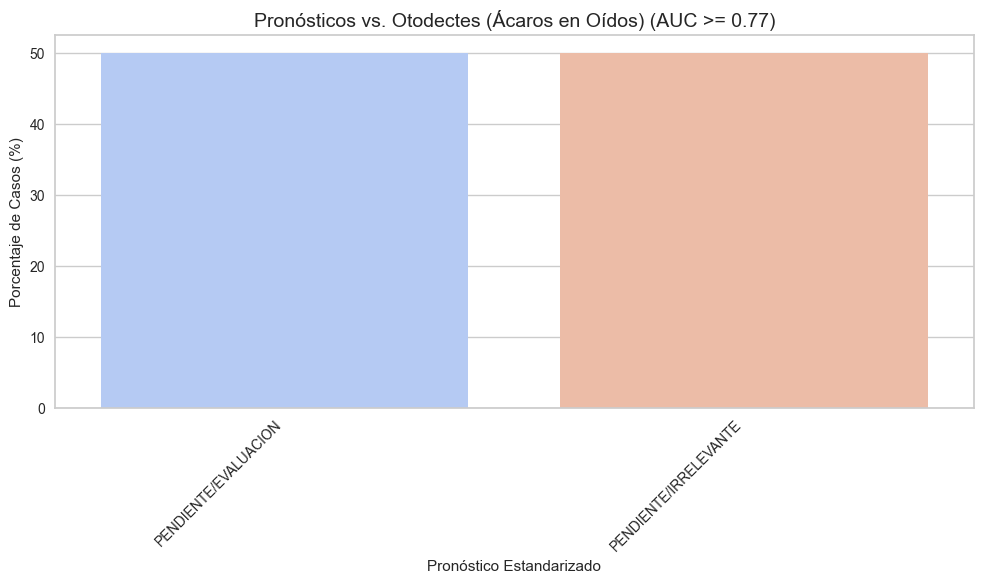 Pronósticos vs. Otodectes (Ácaros en Oídos) (AUC >= 0.77)
Porcentaje de Casos (%)
50
40
30
20
10
0
PENDIENTE/EVALUACION
PENDIENTE/IRRELEVANTE
Pronóstico Estandarizado